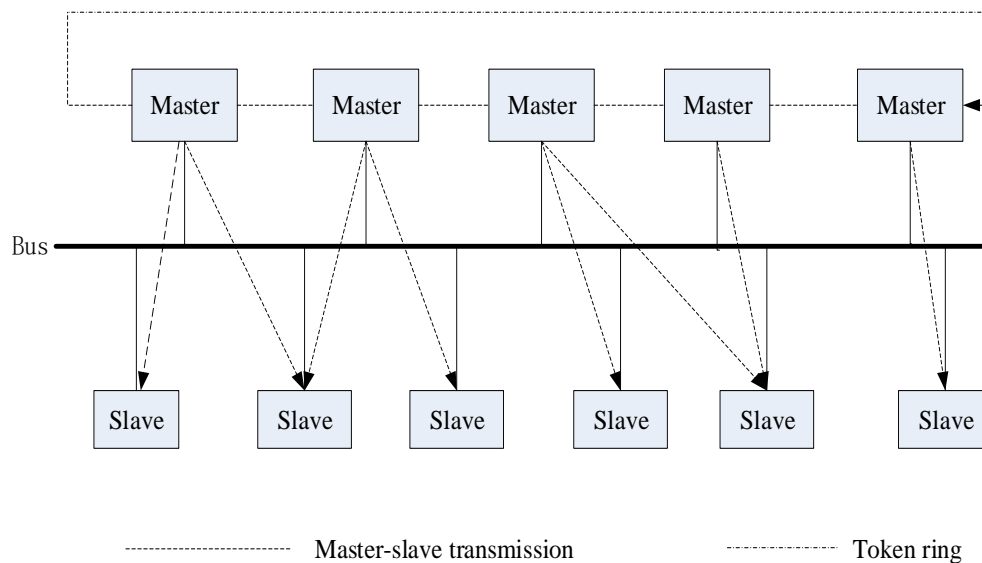 Master Master Master Master Master
Bus
Slave Slave Slave Slave Slave Slave
Master-slave transmission Token ring